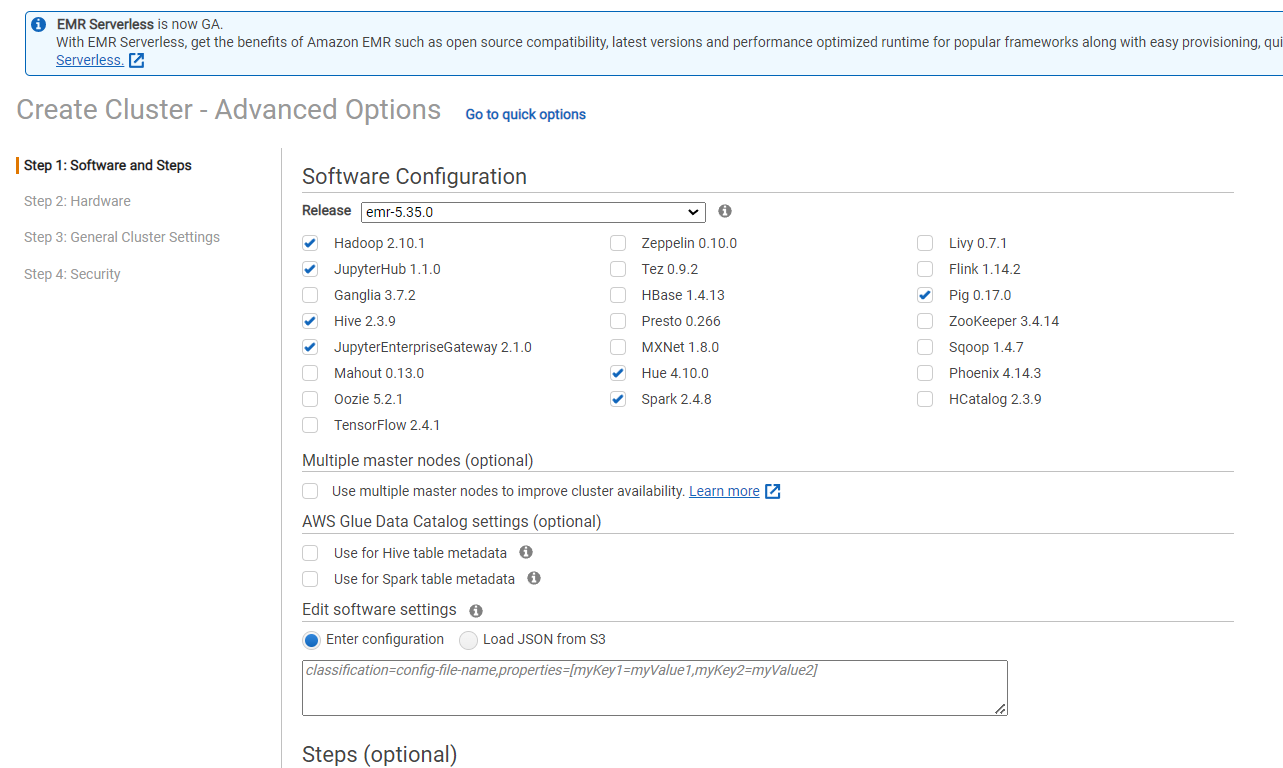 EMR Serverless is now GA.
With EMR Serverless, get the benefits of Amazon EMR such as open source compatibility, latest versions and performance optimized runtime for popular frameworks along with easy provisioning,
Serverless.
Create Cluster - Advanced Options Go to quick options
Step 1: Software and Steps
Step 2: Hardware
Step 3: General Cluster Settings
Step 4: Security
Software Configuration
Release emr-5.35.0
Hadoop 2.10.1 Zeppelin 0.10.0 Livy 0.7.1
JupyterHub 1.1.0 Tez 0.9.2 Flink 1.14.2
Ganglia 3.7.2 HBase 1.4.13 Pig 0.17.0
Hive 2.3.9 Presto 0.266 ZooKeeper 3.4.14
JupyterEnterpriseGateway 2.1.0 MXNet 1.8.0 Sqoop 1.4.7
Mahout 0.13.0 Hue 4.10.0 Phoenix 4.14.3
Oozie 5.2.1 Spark 2.4.8 HCatalog 2.3.9
TensorFlow 2.4.1
Multiple master nodes (optional)
Use multiple master nodes to improve cluster availability. Learn more
AWS Glue Data Catalog settings (optional)
Use for Hive table metadata
Use for Spark table metadata
Edit software settings
Enter configuration Load JSON from S3
classification=config-file-name,properties=[myKey1=myValue1,myKey2=myValue2]
Steps (optional)